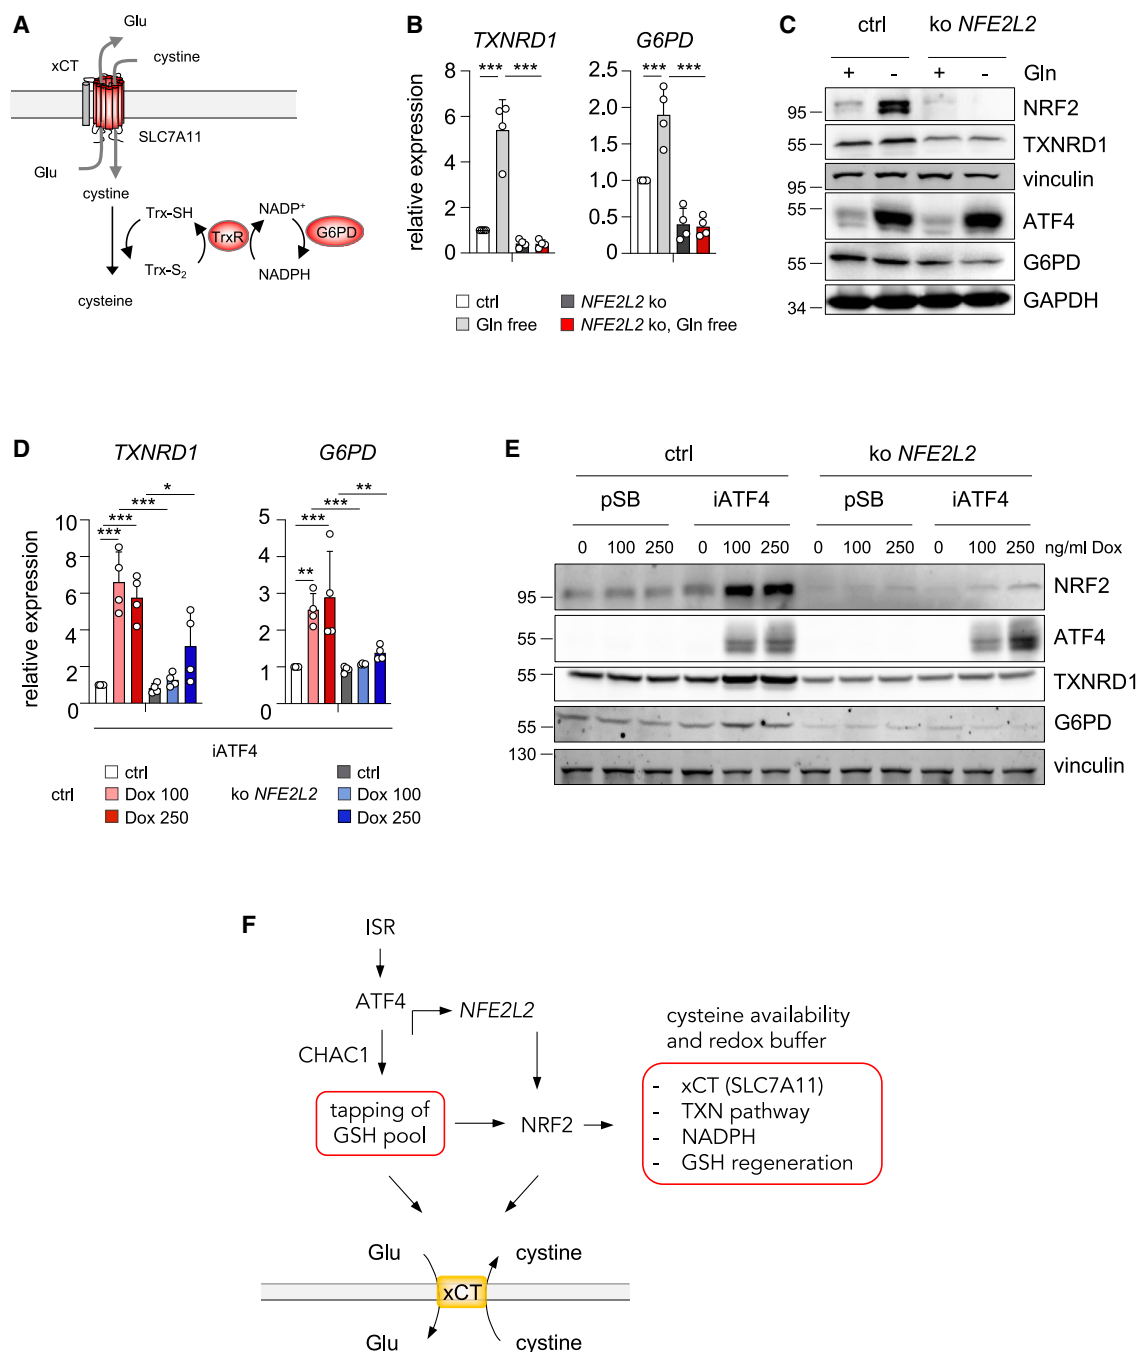 A
Glu
cystine
xCT
SLC7A11
Glu
cystine
Trx-SH
NADP+
TrxR
G6PD
Trx-S2
NADPH
cysteine
B
TXNRD1
G6PD
*** ***
*** ***
relative expression
8
6
4
2
0
2.5
2.0
1.5
1.0
0.5
0
ctrl
NFE2L2 ko
Gln free
NFE2L2 ko, Gln free
C
ctrl
ko NFE2L2
+ - + - Gln
95
NRF2
55
TXNRD1
95
vinculin
55
ATF4
55
G6PD
34
GAPDH
D
TXNRD1
G6PD
*
***
***
***
**
***
***
**
relative expression
10
8
6
4
2
0
5
4
3
2
1
0
iATF4
ctrl
ctrl
Dox 100
Dox 250
ko NFE2L2
ctrl
Dox 100
Dox 250
E
ctrl
ko NFE2L2
pSB
iATF4
pSB
iATF4
0 100 250 0 100 250 0 100 250 0 100 250 ng/ml Dox
95
NRF2
55
ATF4
55
TXNRD1
55
G6PD
130
vinculin
F
ISR
ATF4
NFE2L2
CHAC1
tapping of
GSH pool
NRF2
cysteine availability
and redox buffer
- xCT (SLC7A11)
- TXN pathway
- NADPH
- GSH regeneration
Glu
cystine
xCT
Glu
cystine